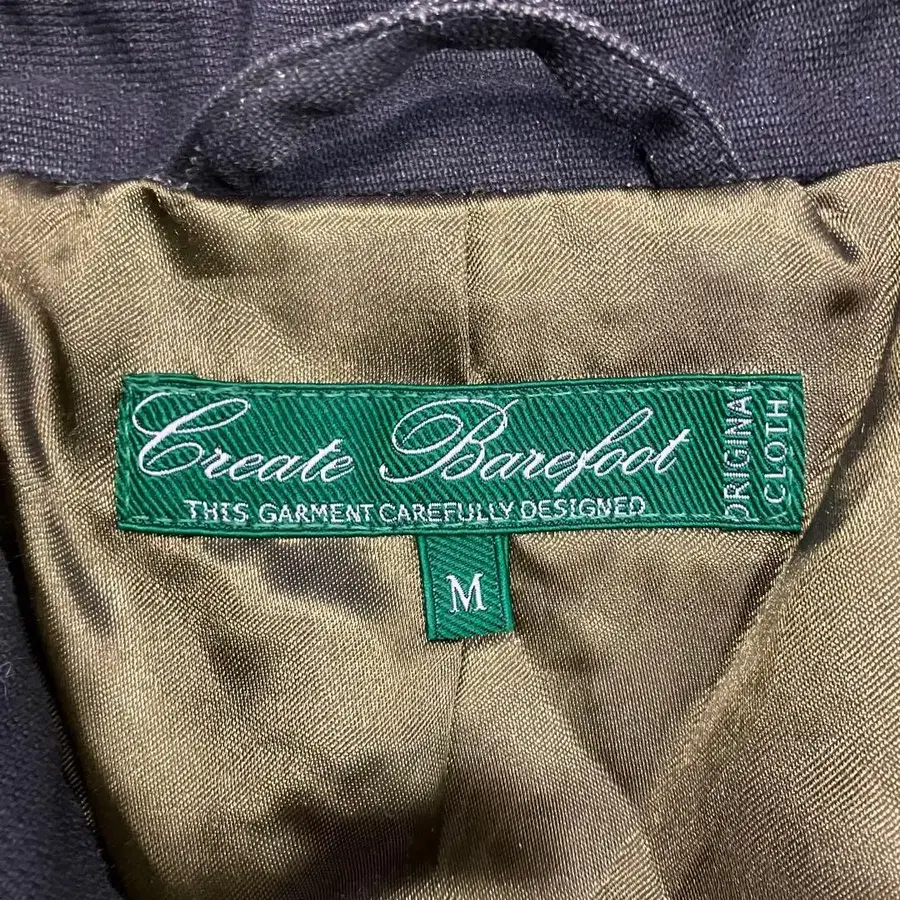 Create Barefoot
THIS GARMENT CAREFULLY DESIGNED
ORIGINAL
CLOTH
M